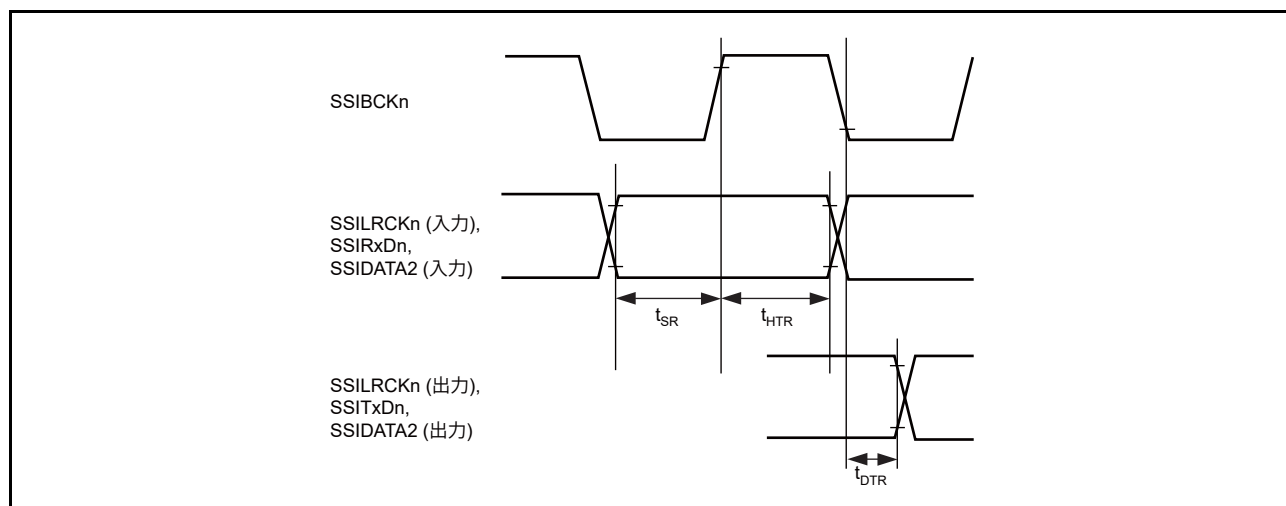 SSIBCKn
SSILRCKn (入力),
SSIRxDn,
SSIDATA2 (入力)
tSR
tHTR
SSILRCKn (出力),
SSITxDn,
SSIDATA2 (出力)
tDTR